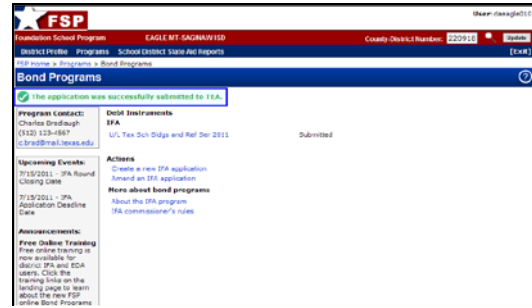 User: daeagle010
FSP
Foundation School Program
EAGLE MT-SAGINAW ISD
County-District Number: 220918 Update
District Profile Programs School District State Aid Reports [Exit]
FSP Home > Programs > Bond Programs
Bond Programs
The application was successfully submitted to TEA.
Program Contact:
Charles Bradlaugh
(512) 123-4567
c.brad@mail.texas.edu
Debt Instruments
IFA
U/L Tax Sch Bldgs and Ref Ser 2011 Submitted
Upcoming Events:
7/15/2011 - IFA Round
Closing Date
7/15/2011 - IFA
Application Deadline
Date
Actions
Create a new IFA application
Amend an IFA application
More about bond programs
About the IFA program
IFA commissioner's rules
Announcements:
Free Online Training
Free online training is
now available for
district IFA and EDA
users. Click the
training links on the
landing page to learn
about the new FSP
online Bond Programs